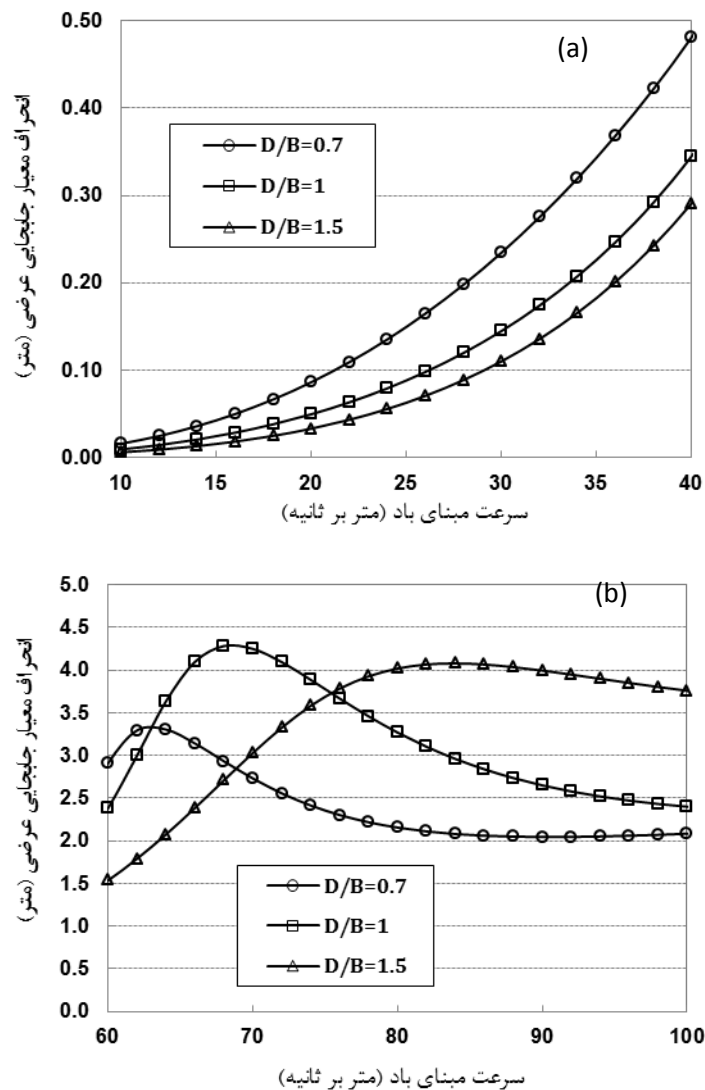 (a)
انحراف معیار جابجایی عرضی (متر)
0.50
0.40
0.30
0.20
0.10
0.00
D/B=0.7
D/B=1
D/B=1.5
10 15 20 25 30 35 40
سرعت مبنای باد (متر بر ثانیه)
(b)
انحراف معیار جابجایی عرضی (متر)
5.0
4.5
4.0
3.5
3.0
2.5
2.0
1.5
1.0
0.5
0.0
D/B=0.7
D/B=1
D/B=1.5
60 70 80 90 100
سرعت مبنای باد (متر بر ثانیه)